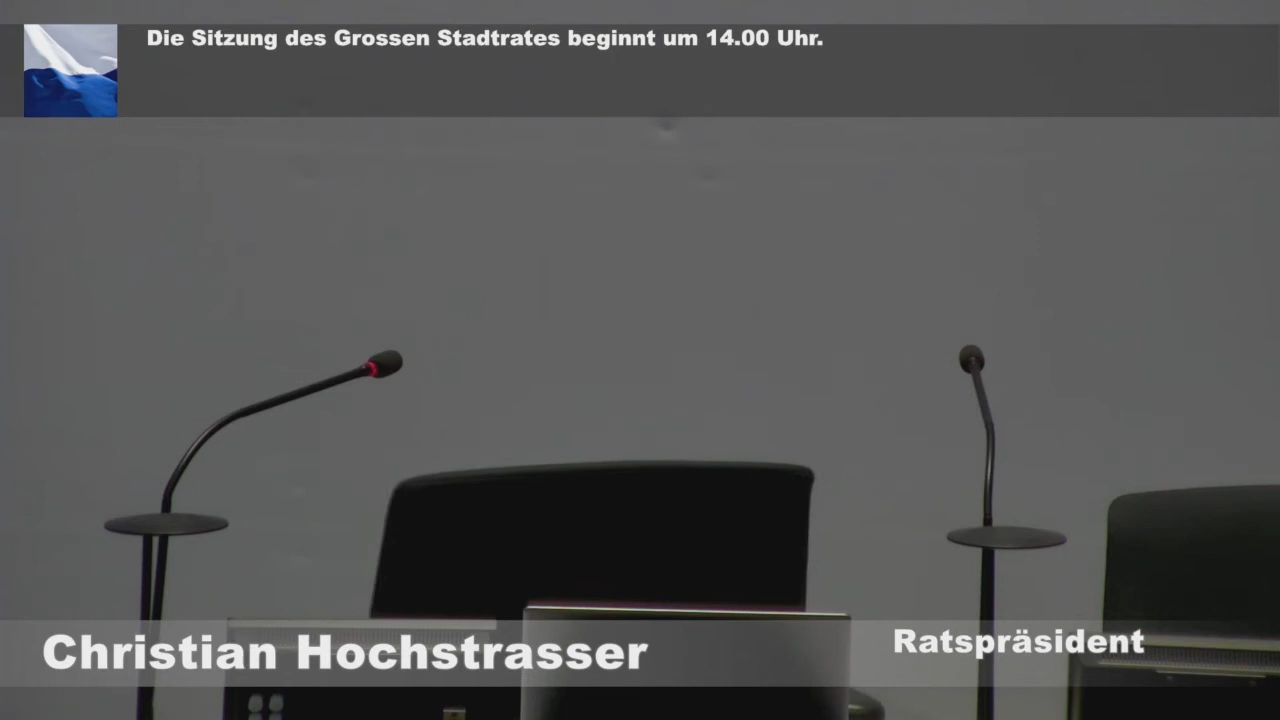 Die Sitzung des Grossen Stadtrates beginnt um 14.00 Uhr.
Christian Hochstrasser
Ratspräsident